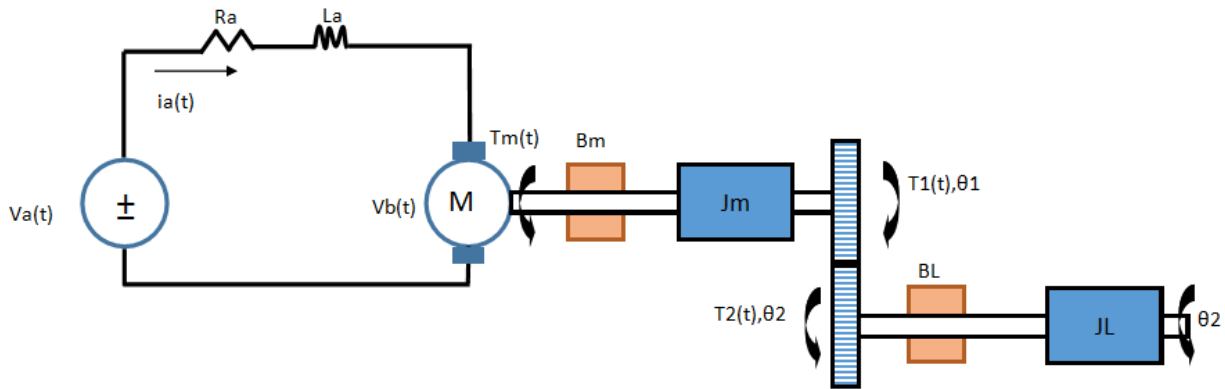 Ra
La
ia(t)
Va(t)
±
Vb(t)
M
Tm(t)
Bm
Jm
T1(t),θ1
T2(t),θ2
BL
JL
θ2